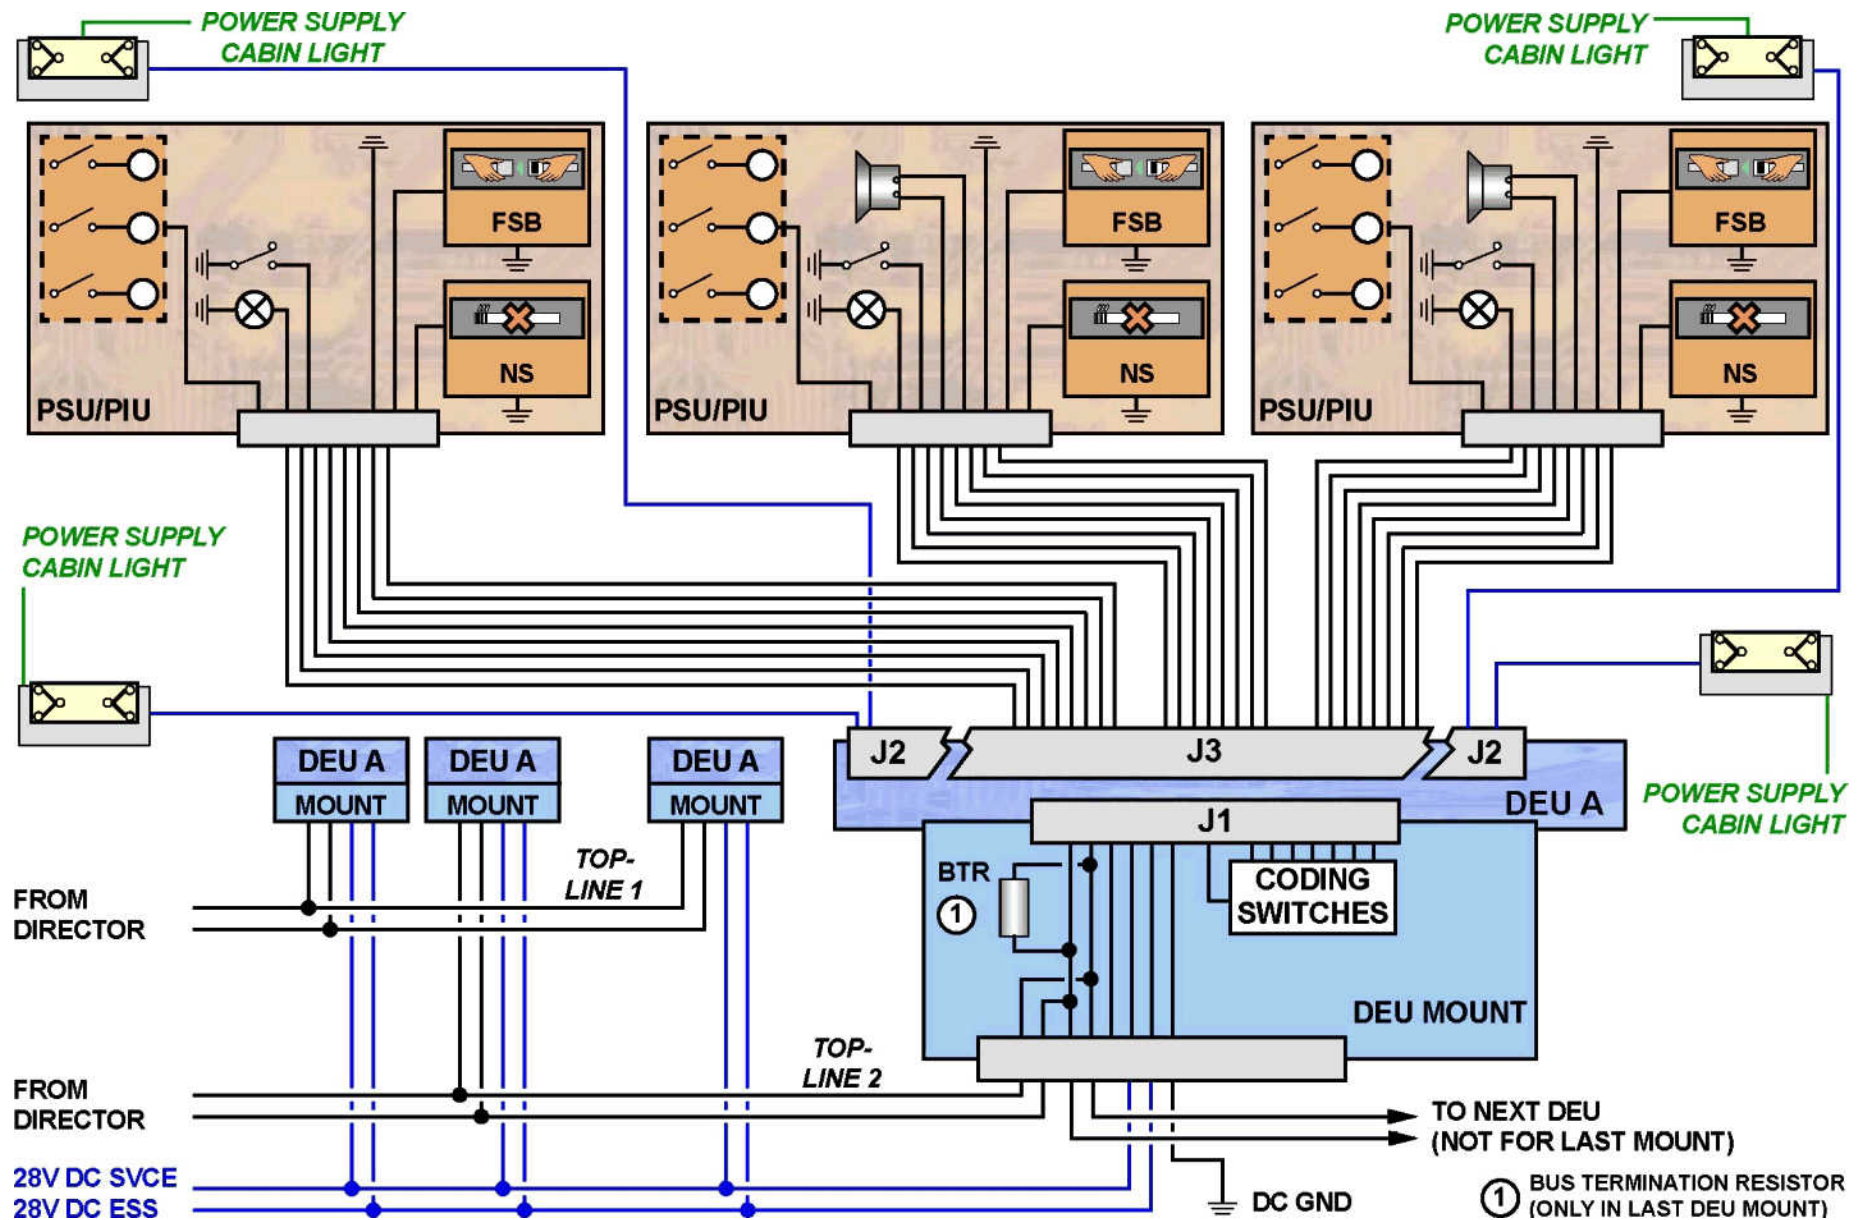 POWER SUPPLY
CABIN LIGHT
POWER SUPPLY
CABIN LIGHT
FSB
NS
PSU/PIU
FSB
NS
PSU/PIU
FSB
NS
PSU/PIU
POWER SUPPLY
CABIN LIGHT
J2
J3
J2
DEU A
MOUNT
DEU A
MOUNT
DEU A
MOUNT
DEU A
POWER SUPPLY
CABIN LIGHT
J1
TOP-
LINE 1
BTR
1
CODING
SWITCHES
FROM
DIRECTOR
DEU MOUNT
TOP-
LINE 2
FROM
DIRECTOR
TO NEXT DEU
(NOT FOR LAST MOUNT)
28V DC SVCE
28V DC ESS
DC GND
1 BUS TERMINATION RESISTOR
(ONLY IN LAST DEU MOUNT)